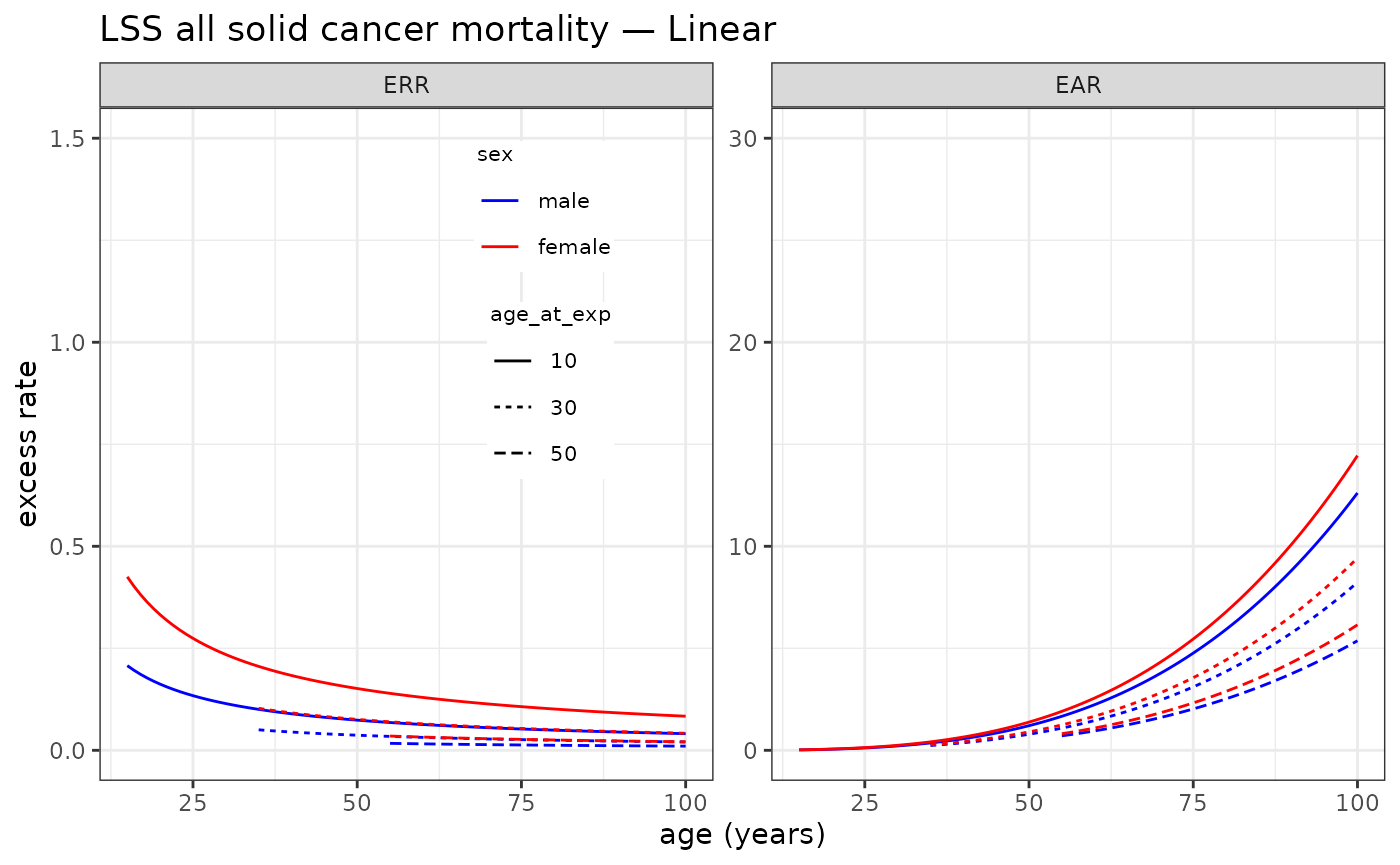 LSS all solid cancer mortality — Linear
ERR
EAR
excess rate
1.5
1.0
0.5
0.0
30
20
10
0
sex
male
female
age_at_exp
10
30
50
25 50 75 100
25 50 75 100
age (years)